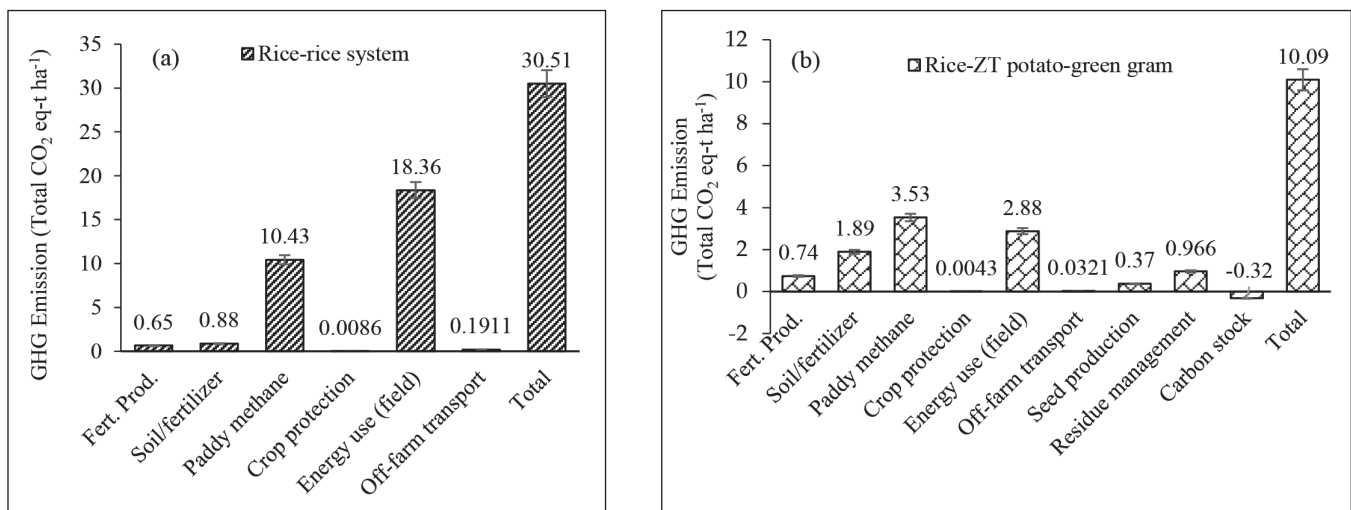 (a)
Rice-rice system
GHG Emission (Total CO₂ eq-t ha⁻¹)
35
30
25
20
15
10
5
0
0.65
0.88
10.43
0.0086
18.36
0.1911
30.51
Fert. Prod.
Soil/fertilizer
Paddy methane
Crop protection
Energy use (field)
Off-farm transport
Total
(b)
Rice-ZT potato-green gram
GHG Emission
(Total CO₂ eq-t ha⁻¹)
12
10
8
6
4
2
0
-2
0.74
1.89
3.53
0.0043
2.88
0.0321
0.37
0.966
-0.32
10.09
Fert. Prod.
Soil/fertilizer
Paddy methane
Crop protection
Energy use (field)
Off-farm transport
Seed production
Residue management
Carbon stock
Total